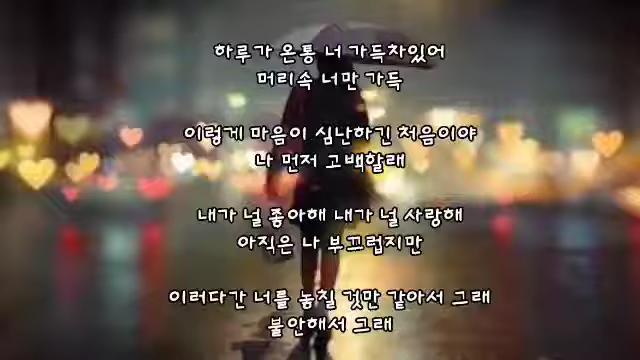 하루가 온통 너 가득차있어
머리속 너만 가득
이렇게 마음이 심난하긴 처음이야
나 먼저 고백할래
내가 널 좋아해 내가 널 사랑해
아직은 나 부끄럽지만
이러다간 너를 놓칠 것만 같아서 그래
불안해서 그래